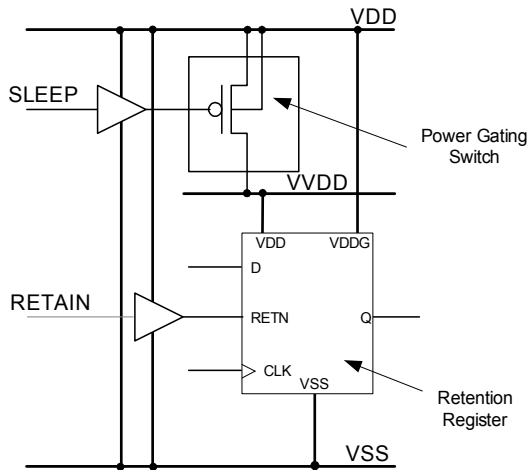 VDD
SLEEP
Power Gating
Switch
VVDD
VDD
VDDG
D
RETAIN
RETN
Q
CLK
VSS
Retention
Register
VSS